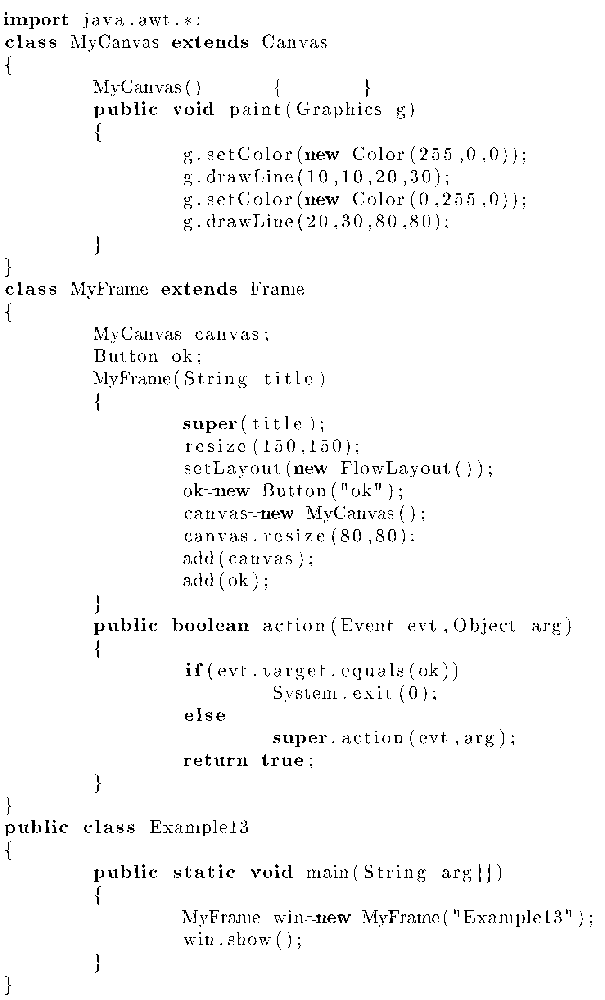 import java.awt.*;
class MyCanvas extends Canvas
{
        MyCanvas()      {       }
        public void paint(Graphics g)
        {
                g.setColor(new Color(255,0,0));
                g.drawLine(10,10,20,30);
                g.setColor(new Color(0,255,0));
                g.drawLine(20,30,80,80);
        }
}
class MyFrame extends Frame
{
        MyCanvas canvas;
        Button ok;
        MyFrame(String title)
        {
                super(title);
                resize(150,150);
                setLayout(new FlowLayout());
                ok=new Button("ok");
                canvas=new MyCanvas();
                canvas.resize(80,80);
                add(canvas);
                add(ok);
        }
        public boolean action(Event evt,Object arg)
        {
                if(evt.target.equals(ok))
                        System.exit(0);
                else
                        super.action(evt,arg);
                return true;
        }
}
public class Example13
{
        public static void main(String arg[])
        {
                MyFrame win=new MyFrame("Example13");
                win.show();
        }
}